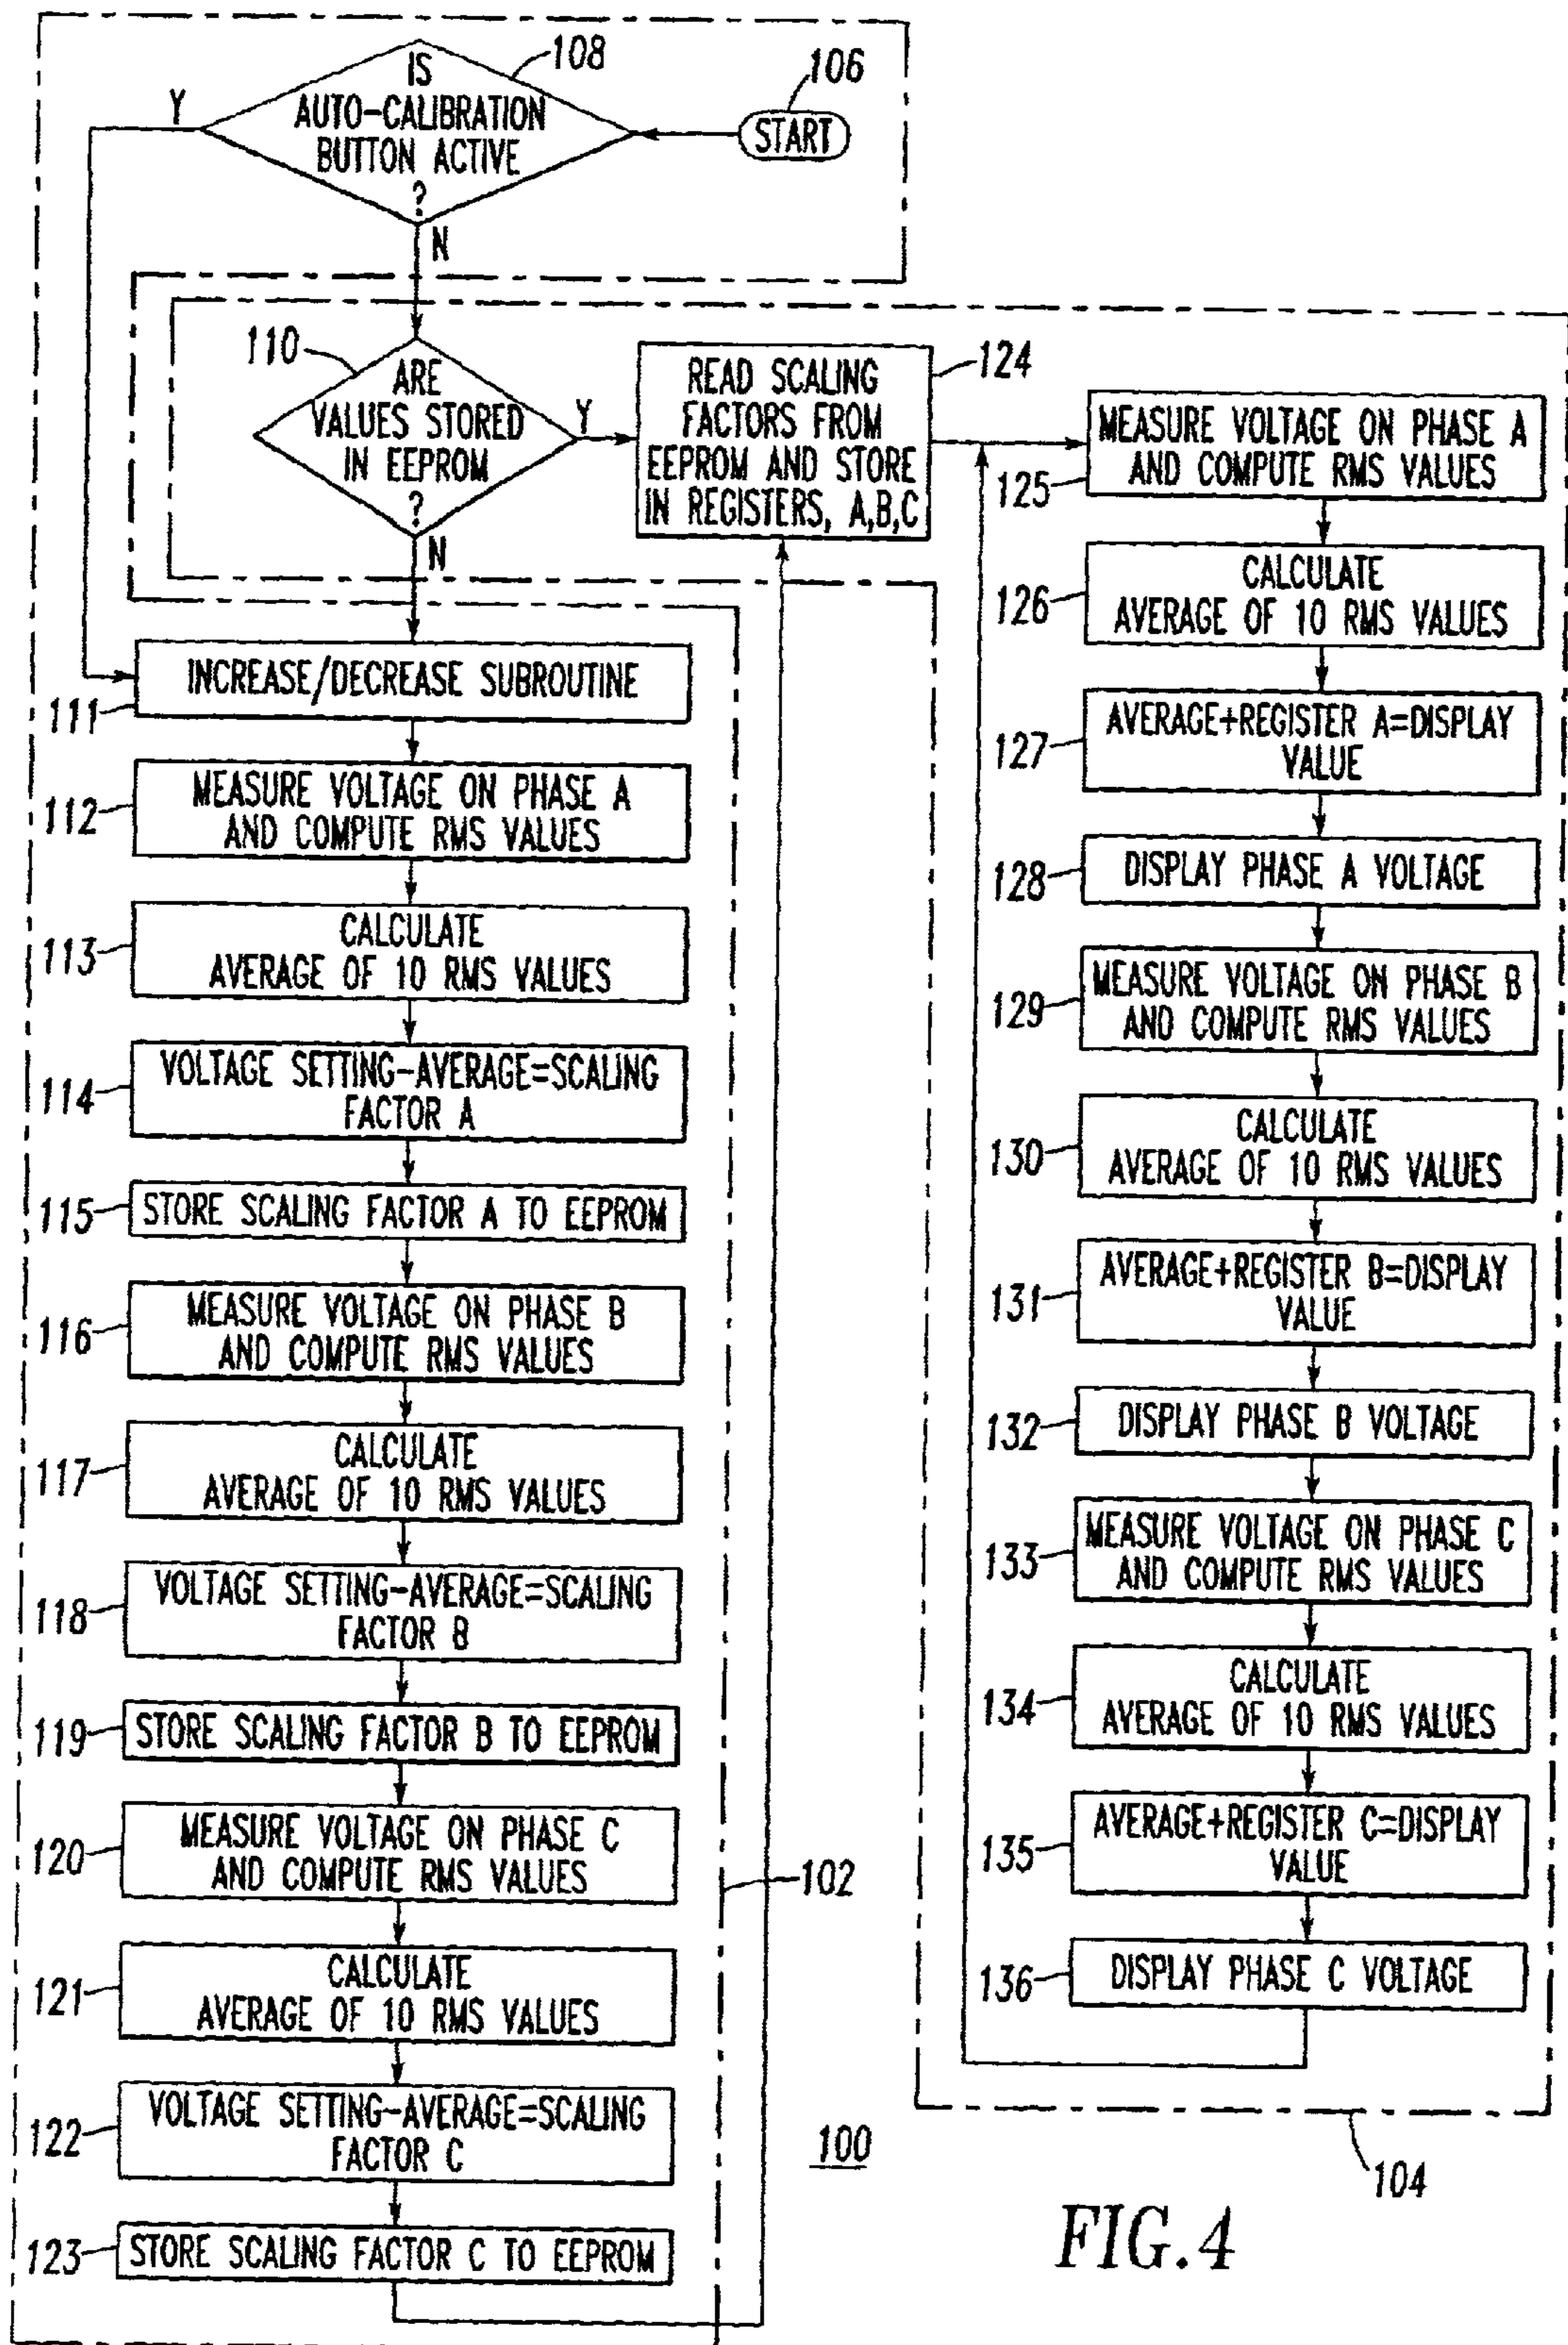 IS
AUTO-CALIBRATION
BUTTON ACTIVE
?
108
106
START
Y
N
110
ARE
VALUES STORED
IN EEPROM
?
Y
N
READ SCALING
FACTORS FROM
EEPROM AND STORE
IN REGISTERS, A,B,C
124
INCREASE/DECREASE SUBROUTINE
111
MEASURE VOLTAGE ON PHASE A
AND COMPUTE RMS VALUES
112
CALCULATE
AVERAGE OF 10 RMS VALUES
113
VOLTAGE SETTING-AVERAGE=SCALING
FACTOR A
114
STORE SCALING FACTOR A TO EEPROM
115
MEASURE VOLTAGE ON PHASE B
AND COMPUTE RMS VALUES
116
CALCULATE
AVERAGE OF 10 RMS VALUES
117
VOLTAGE SETTING-AVERAGE=SCALING
FACTOR B
118
STORE SCALING FACTOR B TO EEPROM
119
MEASURE VOLTAGE ON PHASE C
AND COMPUTE RMS VALUES
120
102
CALCULATE
AVERAGE OF 10 RMS VALUES
121
VOLTAGE SETTING-AVERAGE=SCALING
FACTOR C
122
STORE SCALING FACTOR C TO EEPROM
123
MEASURE VOLTAGE ON PHASE A
AND COMPUTE RMS VALUES
125
CALCULATE
AVERAGE OF 10 RMS VALUES
126
AVERAGE+REGISTER A=DISPLAY
VALUE
127
DISPLAY PHASE A VOLTAGE
128
MEASURE VOLTAGE ON PHASE B
AND COMPUTE RMS VALUES
129
CALCULATE
AVERAGE OF 10 RMS VALUES
130
AVERAGE+REGISTER B=DISPLAY
VALUE
131
DISPLAY PHASE B VOLTAGE
132
MEASURE VOLTAGE ON PHASE C
AND COMPUTE RMS VALUES
133
CALCULATE
AVERAGE OF 10 RMS VALUES
134
AVERAGE+REGISTER C=DISPLAY
VALUE
135
DISPLAY PHASE C VOLTAGE
136
100
104
FIG.4